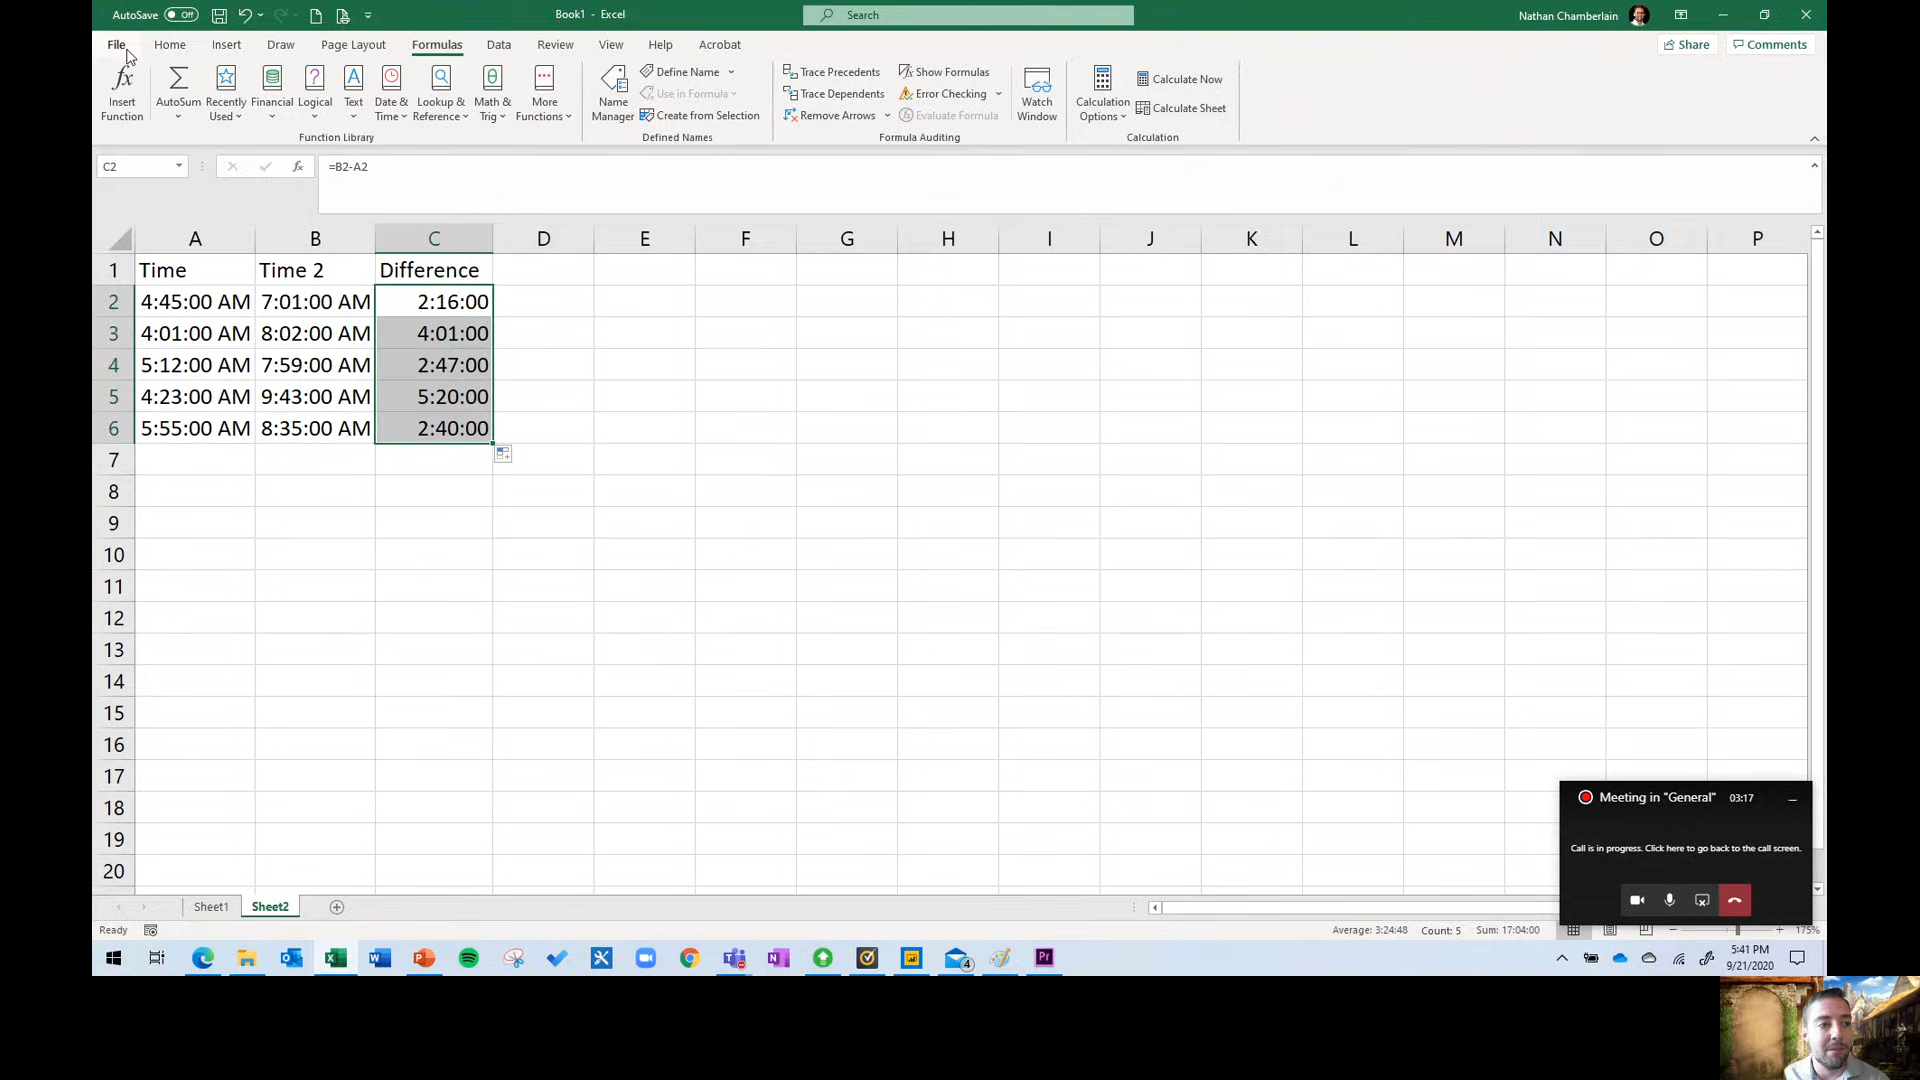 AutoSave Off Book1 - Excel Search Nathan Chamberlain
File Home Insert Draw Page Layout Formulas Data Review View Help Acrobat Share Comments
Insert Function AutoSum Recently Used Financial Logical Text Date & Time Lookup & Reference Math & Trig More Functions
Function Library
Name Manager Define Name Use in Formula Create from Selection
Defined Names
Trace Precedents Show Formulas
Trace Dependents Error Checking
Remove Arrows Evaluate Formula
Watch Window
Formula Auditing
Calculation Options Calculate Now Calculate Sheet
Calculation
C2 fx =B2-A2
A B C D E F G H I J K L M N O P
1 Time Time 2 Difference
2 4:45:00 AM 7:01:00 AM 2:16:00
3 4:01:00 AM 8:02:00 AM 4:01:00
4 5:12:00 AM 7:59:00 AM 2:47:00
5 4:23:00 AM 9:43:00 AM 5:20:00
6 5:55:00 AM 8:35:00 AM 2:40:00
7
8
9
10
11
12
13
14
15
16
17
18
19
20
Meeting in "General" 03:17
Call is in progress. Click here to go back to the call screen.
Sheet1 Sheet2
Ready Average: 3:24:48 Count: 5 Sum: 17:04:00 175%
4
5:41 PM
9/21/2020